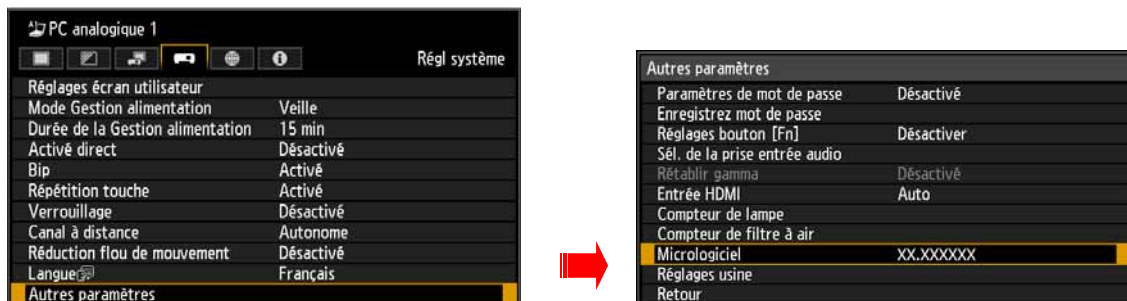 PC analogique 1
Régl système
Réglages écran utilisateur
Mode Gestion alimentation Veille
Durée de la Gestion alimentation 15 min
Activé direct Désactivé
Bip Activé
Répétition touche Activé
Verrouillage Désactivé
Canal à distance Autonome
Réduction flou de mouvement Désactivé
Langue Français
Autres paramètres
Autres paramètres
Paramètres de mot de passe Désactivé
Enregistrez mot de passe
Réglages bouton [Fn] Désactiver
Sél. de la prise entrée audio
Rétablir gamma Désactivé
Entrée HDMI Auto
Compteur de lampe
Compteur de filtre à air
Micrologiciel XX.XXXXXX
Réglages usine
Retour